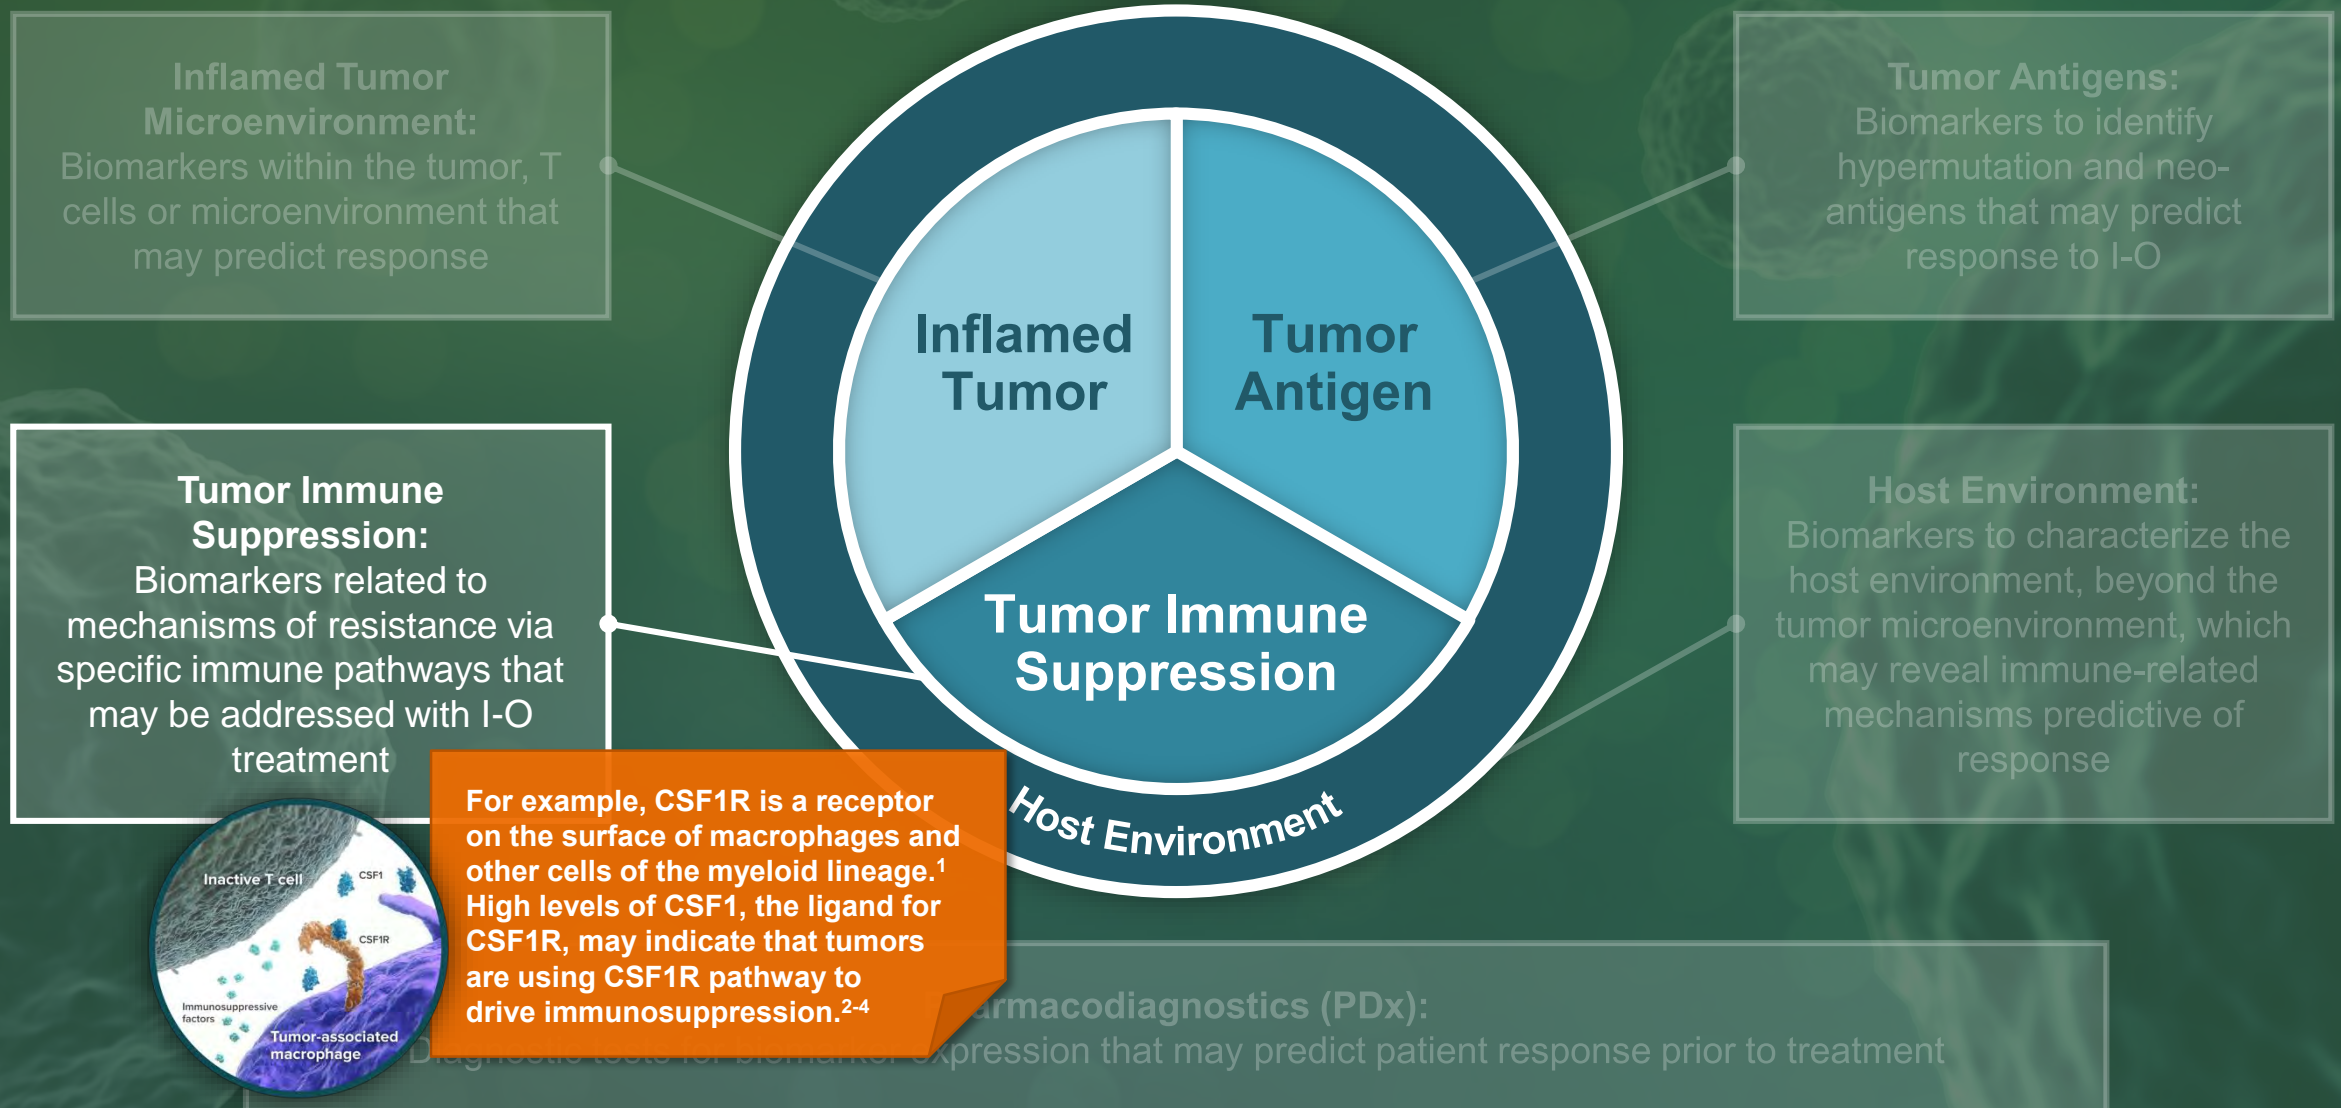 Inflamed Tumor
Microenvironment:
Biomarkers within the tumor, T
cells or microenvironment that
may predict response
Tumor Antigens:
Biomarkers to identify
hypermutation and neo-
antigens that may predict
response to I-O
Inflamed
Tumor
Tumor
Antigen
Tumor Immune
Suppression
Host Environment
Tumor Immune
Suppression:
Biomarkers related to
mechanisms of resistance via
specific immune pathways that
may be addressed with I-O
treatment
Host Environment:
Biomarkers to characterize the
host environment, beyond the
tumor microenvironment, which
may reveal immune-related
mechanisms predictive of
response
For example, CSF1R is a receptor
on the surface of macrophages and
other cells of the myeloid lineage.1
High levels of CSF1, the ligand for
CSF1R, may indicate that tumors
are using CSF1R pathway to
drive immunosuppression.2-4
Inactive T cell
CSF1
CSF1R
Immunosuppressive
factors
Tumor-associated
macrophage
(PDx):
that may predict patient response prior to treatment